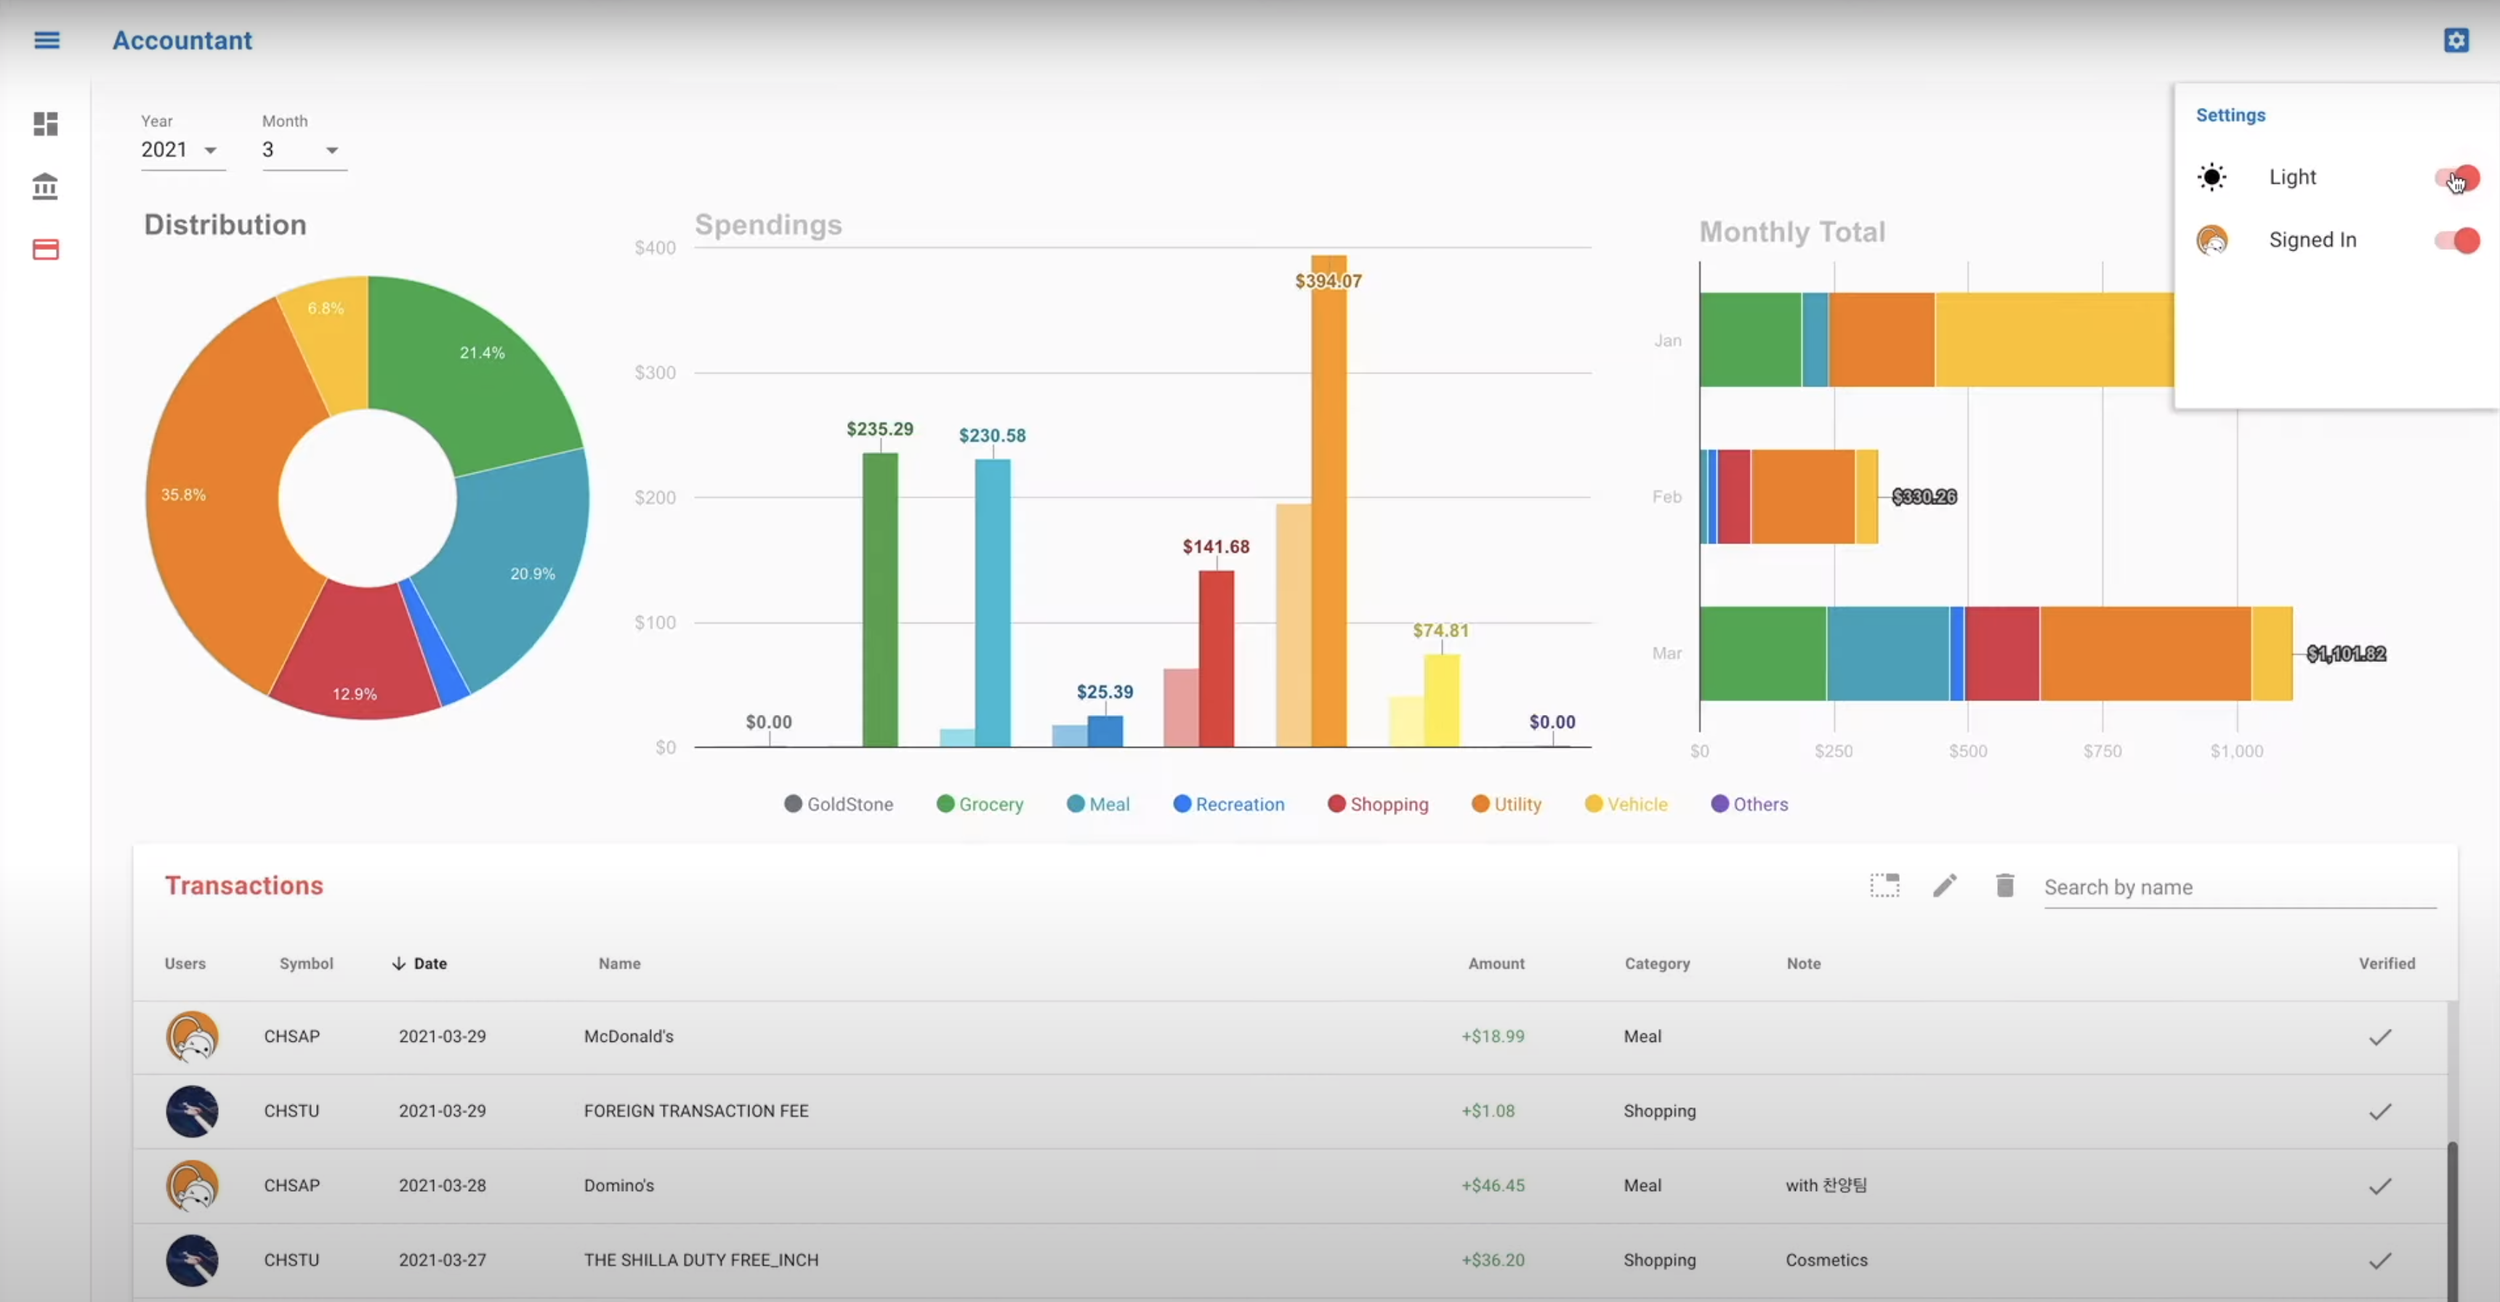 Accountant
Year
Month
2021
3
Settings
Light
Signed In
Distribution
6.8%
21.4%
35.8%
20.9%
12.9%
Spendings
$400
$300
$200
$100
$0
$0.00
$235.29
$230.58
$25.39
$141.68
$394.07
$74.81
$0.00
Monthly Total
Jan
Feb
Mar
$330.26
$1,101.82
$0
$250
$500
$750
$1,000
GoldStone
Grocery
Meal
Recreation
Shopping
Utility
Vehicle
Others
Transactions
Search by name
Users Symbol Date Name Amount Category Note Verified
CHSAP 2021-03-29 McDonald's +$18.99 Meal
CHSTU 2021-03-29 FOREIGN TRANSACTION FEE +$1.08 Shopping
CHSAP 2021-03-28 Domino's +$46.45 Meal with 찬양팀
CHSTU 2021-03-27 THE SHILLA DUTY FREE_INCH +$36.20 Shopping Cosmetics